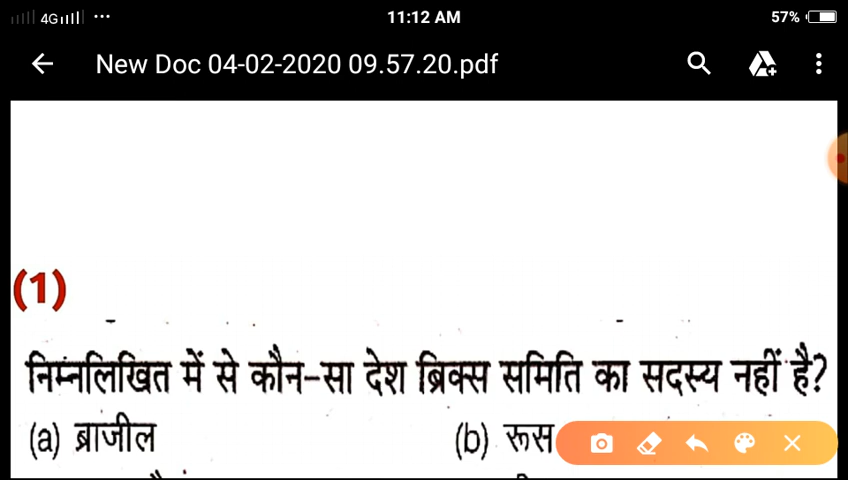 4G ... 11:12 AM 57%
New Doc 04-02-2020 09.57.20.pdf
(1)
निम्नलिखित में से कौन-सा देश ब्रिक्स समिति का सदस्य नहीं है?
(a) ब्राजील (b) रूस